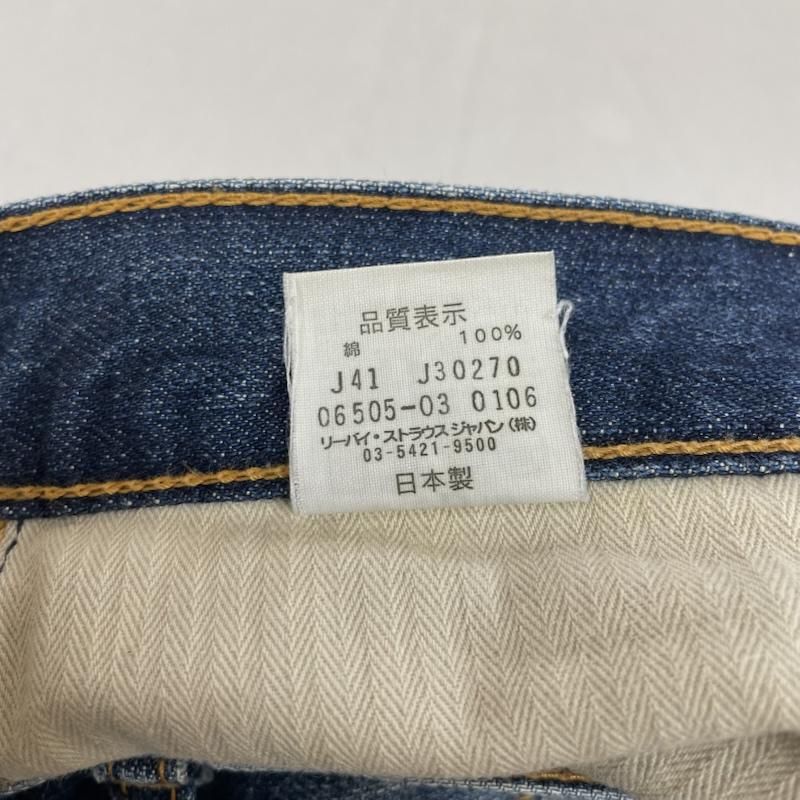 品質表示
綿 100%
J41 J30270
06505-03 0106
リーバイ・ストラウスジャパン(株)
03-5421-9500
日本製